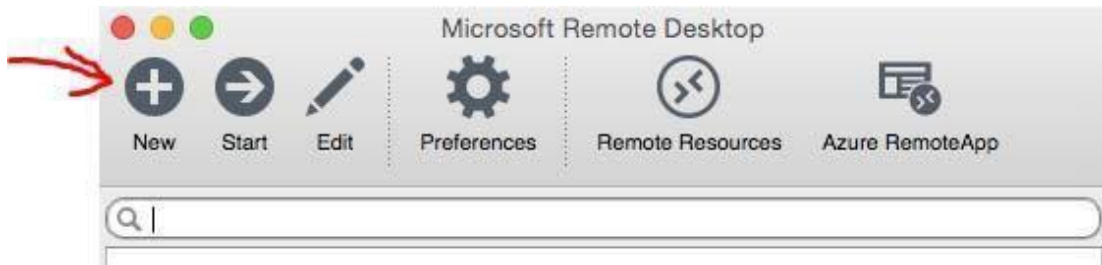 Microsoft Remote Desktop
New Start Edit Preferences Remote Resources Azure RemoteApp